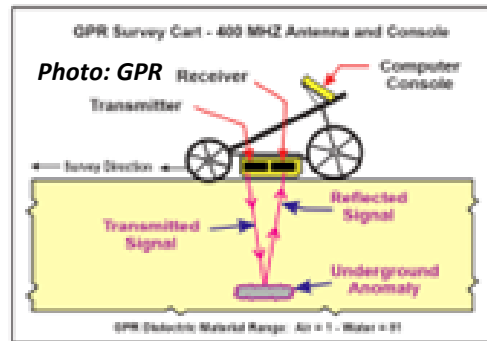 GPR Survey Cart - 400 MHZ Antenna and Console
Photo: GPR
Receiver
Computer
Console
Transmitter
Survey Direction
Transmitted
Signal
Reflected
Signal
Underground
Anomaly
GPR Dielectric Material Range: Air = 1 - Water = 81